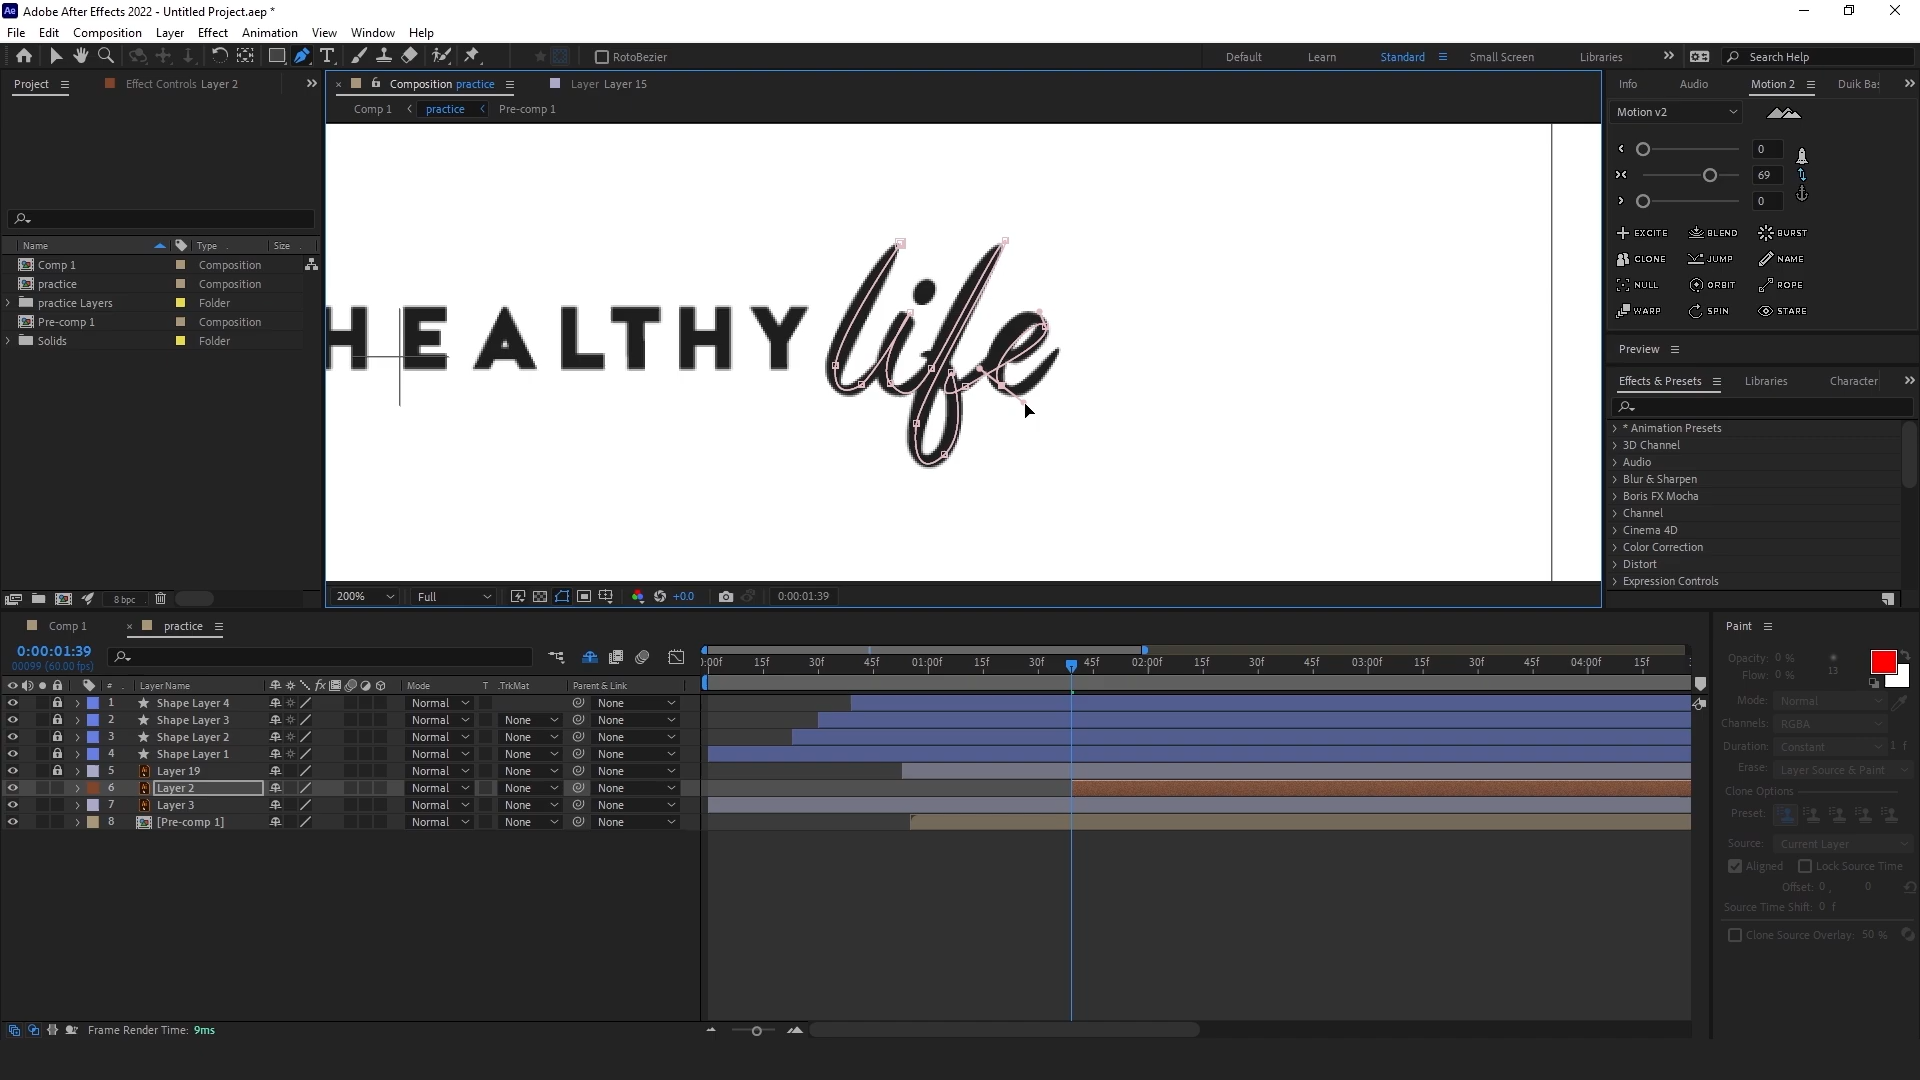 Adobe After Effects 2022 - Untitled Project.aep *
File Edit Composition Layer Effect Animation View Window Help
RotoBezier
Default Learn Standard Small Screen Libraries Search Help
Project Effect Controls Layer 2
Composition practice Layer Layer 15
Comp 1 practice Pre-comp 1
Name Type Size
Comp 1 Composition
practice Composition
practice Layers Folder
Pre-comp 1 Composition
Solids Folder
8 bpc
HEALTHY life
200% Full +0.0 0:00:01:39
Info Audio Motion 2 Duik Bas
Motion v2
0
69
0
EXCITE BLEND BURST
CLONE JUMP NAME
NULL ORBIT ROPE
WARP SPIN STARE
Preview
Effects & Presets Libraries Character
* Animation Presets
3D Channel
Audio
Blur & Sharpen
Boris FX Mocha
Channel
Cinema 4D
Color Correction
Distort
Expression Controls
Comp 1 practice
0:00:01:39
00099 (60.00 fps)
:00f 15f 30f 45f 01:00f 15f 30f 45f 02:00f 15f 30f 45f 03:00f 15f 30f 45f 04:00f 15f
# Layer Name fx Mode T .TrkMat Parent & Link
1 Shape Layer 4 Normal None
2 Shape Layer 3 Normal None None
3 Shape Layer 2 Normal None None
4 Shape Layer 1 Normal None None
5 Layer 19 Normal None None
6 Layer 2 Normal None None
7 Layer 3 Normal None None
8 [Pre-comp 1] Normal None None
Frame Render Time: 9ms
Paint
Opacity: 0 %
Flow: 0 % 13
Mode: Normal
Channels: RGBA
Duration: Constant 1 f
Erase: Layer Source & Paint
Clone Options
Preset:
Source: Current Layer
Aligned Lock Source Time
Offset: 0 , 0
Source Time Shift: 0 f
Clone Source Overlay: 50 %